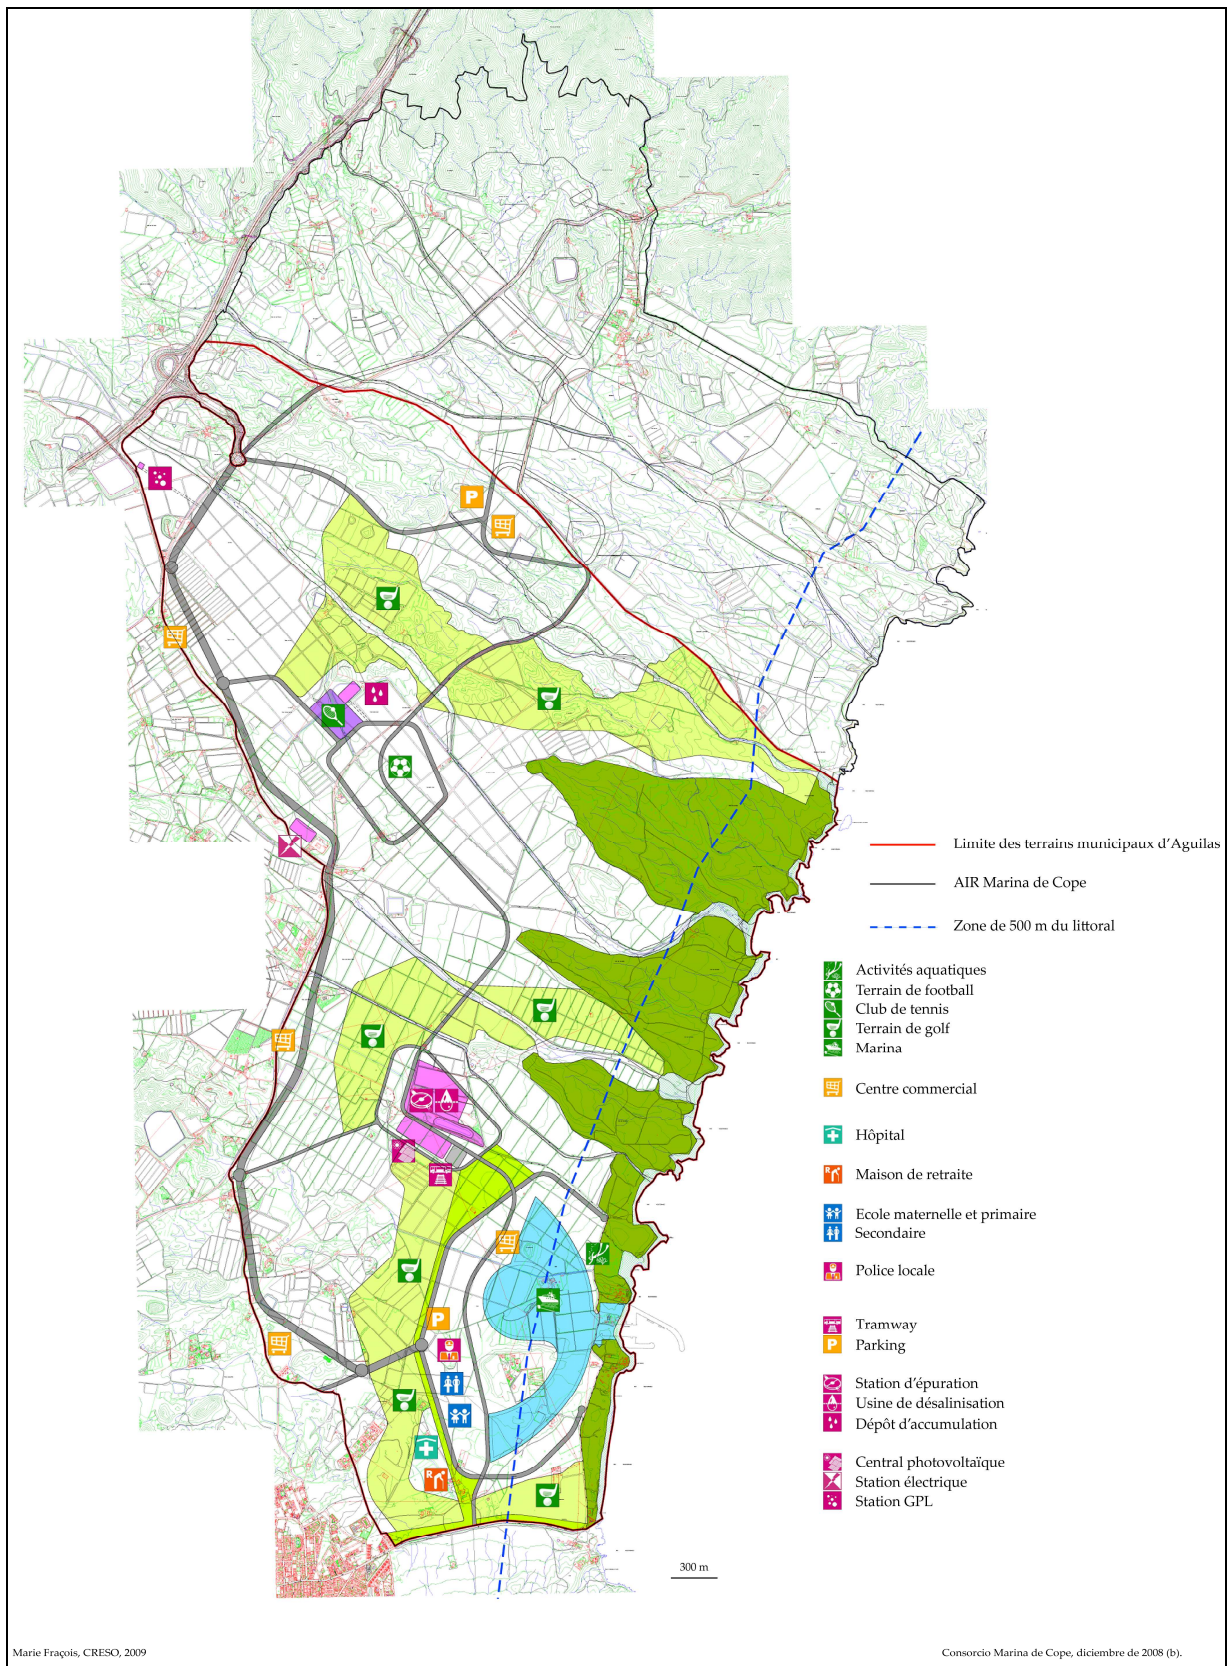 Limite des terrains municipaux d'Aguilas
AIR Marina de Cope
Zone de 500 m du littoral
Activités aquatiques
Terrain de football
Club de tennis
Terrain de golf
Marina
Centre commercial
Hôpital
Maison de retraite
Ecole maternelle et primaire
Secondaire
Police locale
Tramway
Parking
Station d'épuration
Usine de désalinisation
Dépôt d'accumulation
Central photovoltaïque
Station électrique
Station GPL
300 m
Marie Fraçois, CRESO, 2009
Consorcio Marina de Cope, diciembre de 2008 (b).